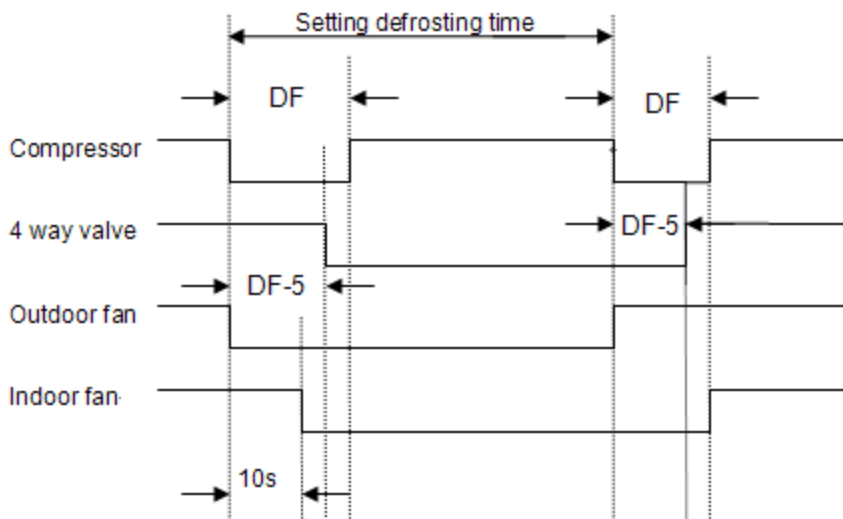 Setting defrosting time
DF
DF
Compressor
4 way valve
DF-5
DF-5
Outdoor fan
Indoor fan
10s